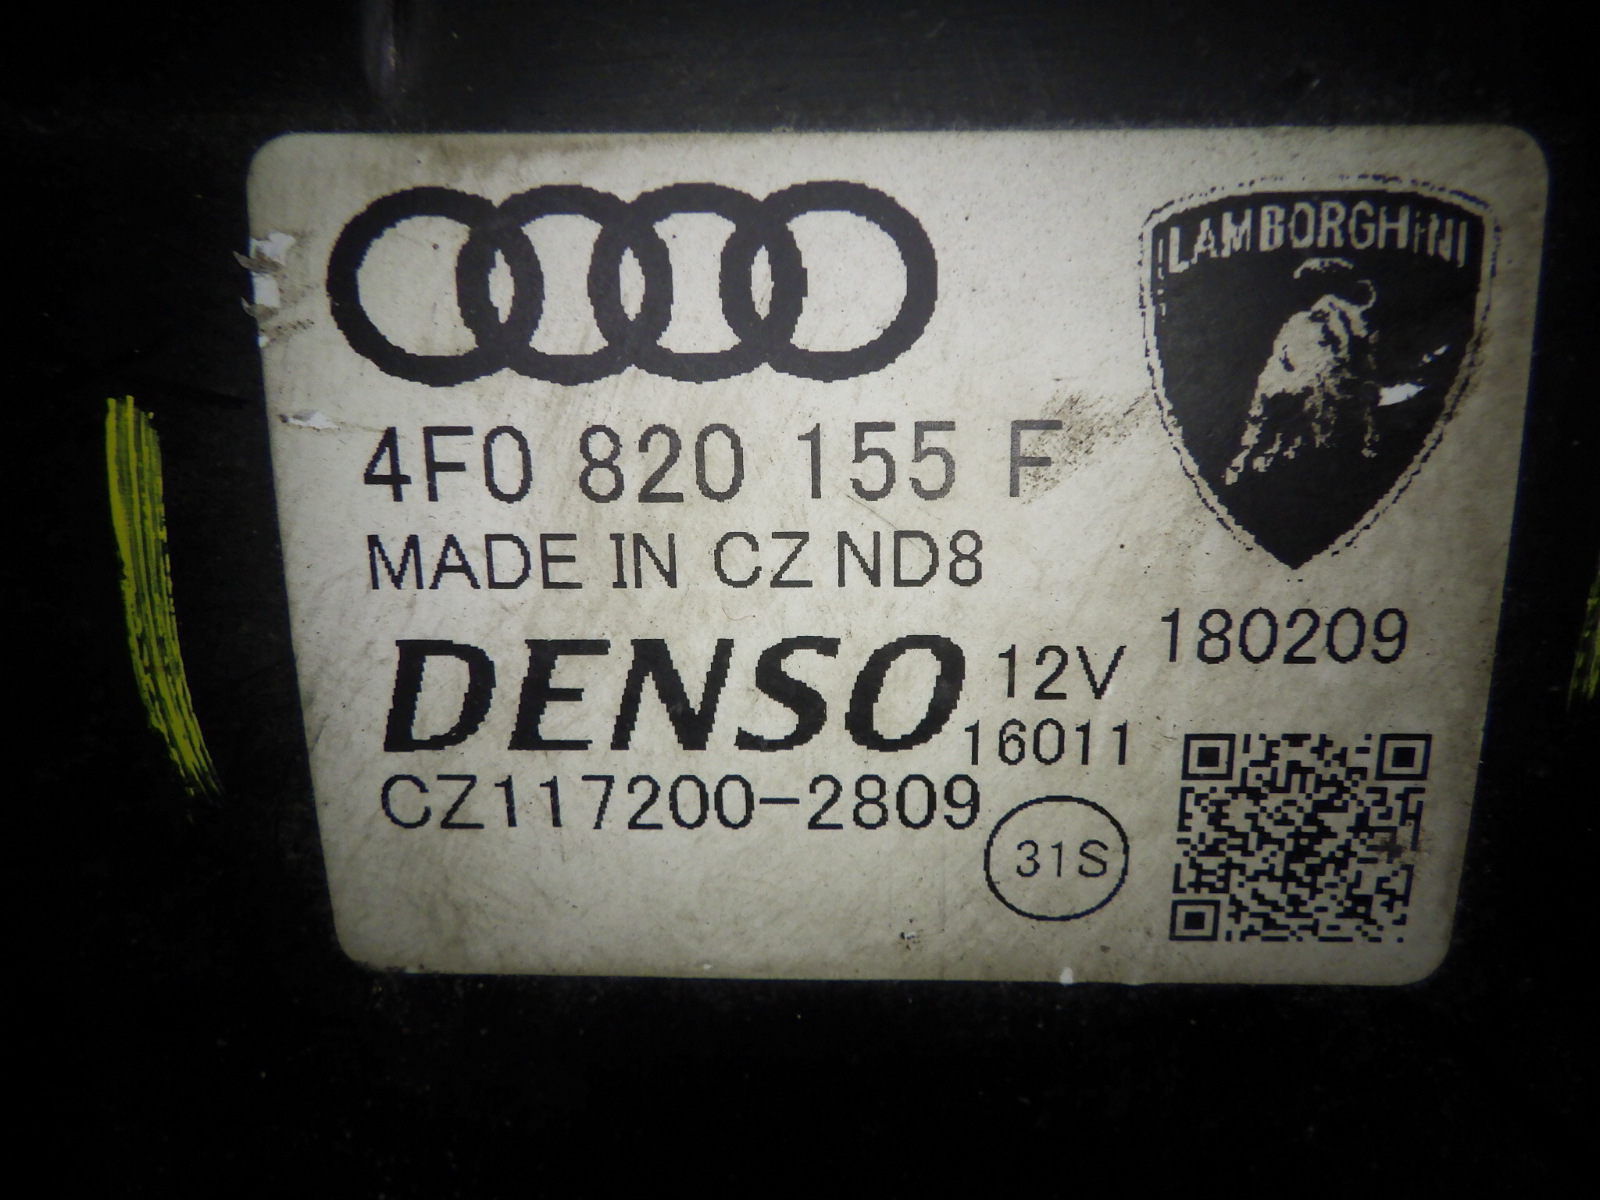 LAMBORGHINI
4F0 820 155 F
MADE IN CZ ND8
180209
DENSO 12V
16011
CZ117200-2809
31S